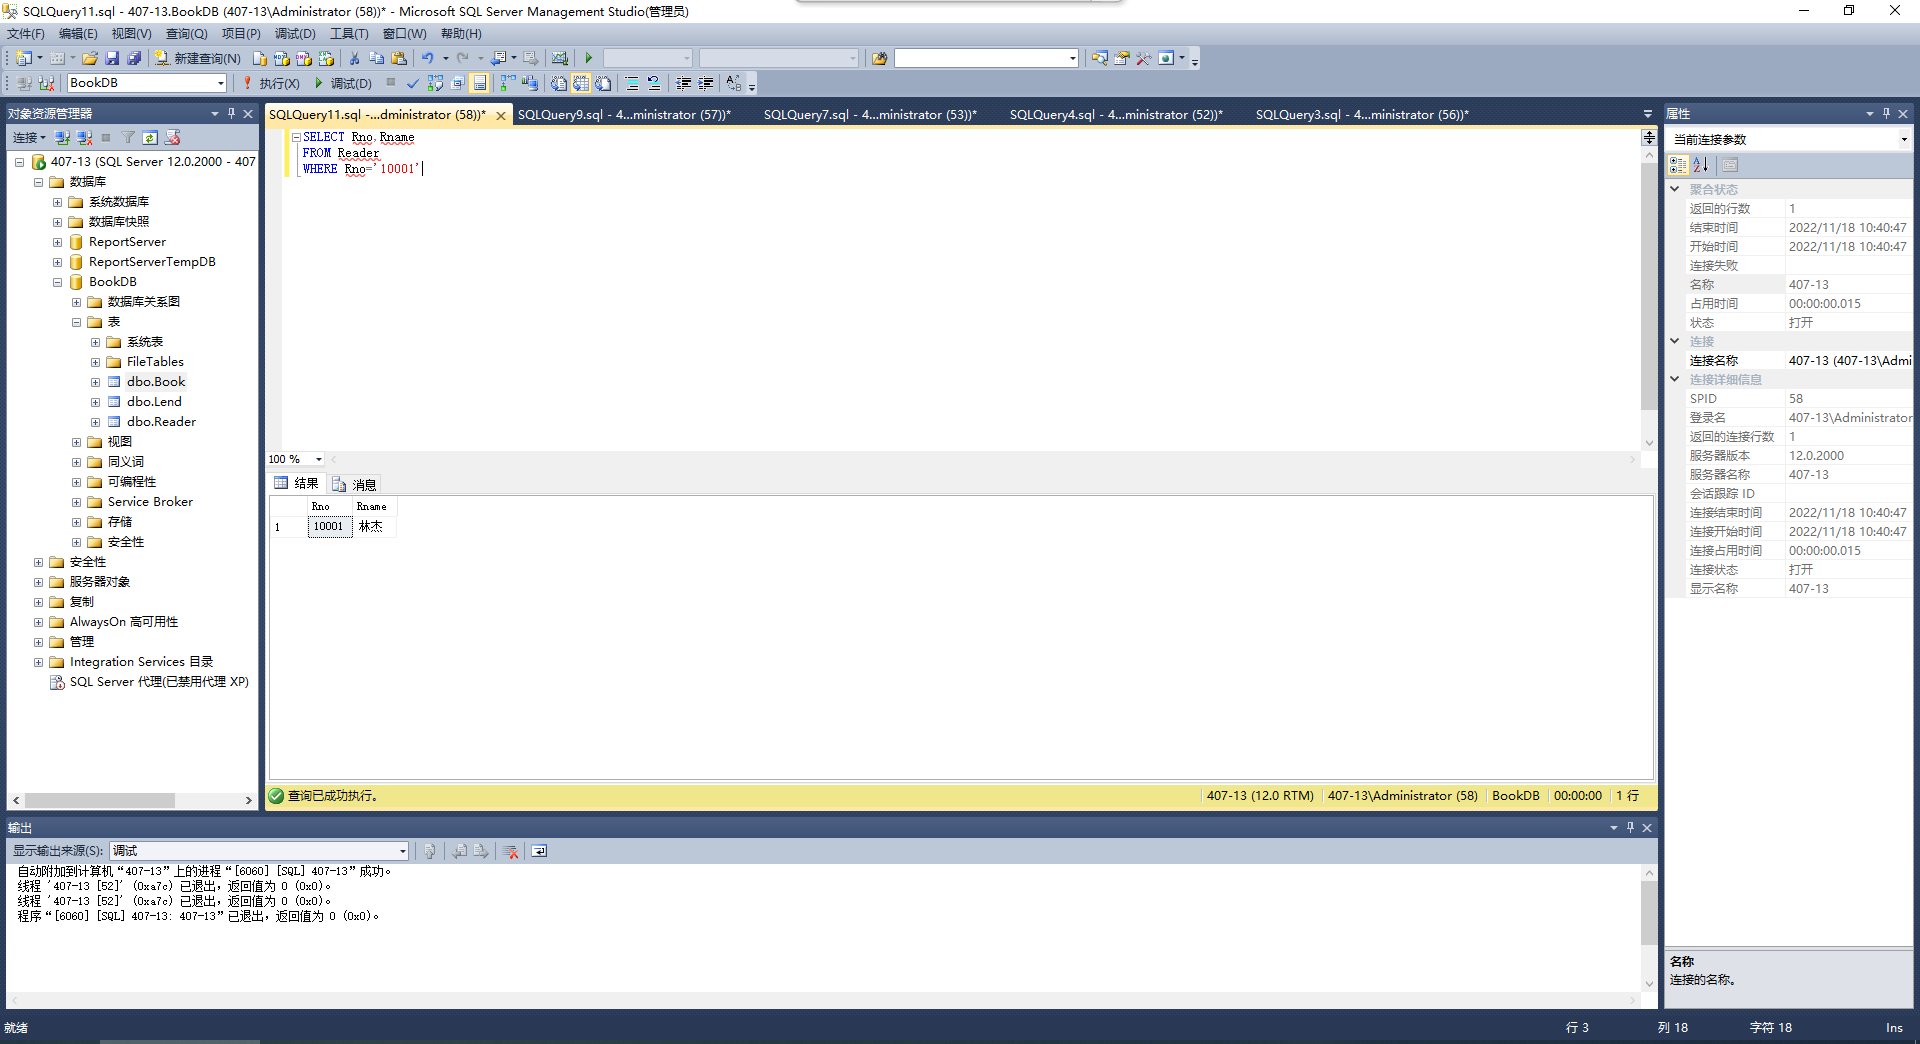 SQLQuery11.sql - 407-13.BookDB (407-13\Administrator (58))* - Microsoft SQL Server Management Studio(管理员)
文件(F) 编辑(E) 视图(V) 查询(Q) 项目(P) 调试(D) 工具(T) 窗口(W) 帮助(H)
新建查询(N)
BookDB 执行(X) 调试(D)
对象资源管理器
连接
407-13 (SQL Server 12.0.2000 - 407
数据库
系统数据库
数据库快照
ReportServer
ReportServerTempDB
BookDB
数据库关系图
表
系统表
FileTables
dbo.Book
dbo.Lend
dbo.Reader
视图
同义词
可编程性
Service Broker
存储
安全性
安全性
服务器对象
复制
AlwaysOn 高可用性
管理
Integration Services 目录
SQL Server 代理(已禁用代理 XP)
SQLQuery11.sql -...dministrator (58))* SQLQuery9.sql - 4...ministrator (57))* SQLQuery7.sql - 4...ministrator (53))* SQLQuery4.sql - 4...ministrator (52))* SQLQuery3.sql - 4...ministrator (56))*
SELECT Rno,Rname
FROM Reader
WHERE Rno='10001'
100 %
结果 消息
Rno Rname
1 10001 林杰
查询已成功执行。 407-13 (12.0 RTM) 407-13\Administrator (58) BookDB 00:00:00 1 行
属性
当前连接参数
聚合状态
返回的行数 1
结束时间 2022/11/18 10:40:47
开始时间 2022/11/18 10:40:47
连接失败
名称 407-13
占用时间 00:00:00.015
状态 打开
连接
连接名称 407-13 (407-13\Admi
连接详细信息
SPID 58
登录名 407-13\Administrator
返回的连接行数 1
服务器版本 12.0.2000
服务器名称 407-13
会话跟踪 ID
连接结束时间 2022/11/18 10:40:47
连接开始时间 2022/11/18 10:40:47
连接占用时间 00:00:00.015
连接状态 打开
显示名称 407-13
名称
连接的名称。
输出
显示输出来源(S): 调试
自动附加到计算机“407-13”上的进程“[6060] [SQL] 407-13”成功。
线程 '407-13 [52]' (0xa7c) 已退出，返回值为 0 (0x0)。
线程 '407-13 [52]' (0xa7c) 已退出，返回值为 0 (0x0)。
程序“[6060] [SQL] 407-13: 407-13”已退出，返回值为 0 (0x0)。
就绪 行 3 列 18 字符 18 Ins